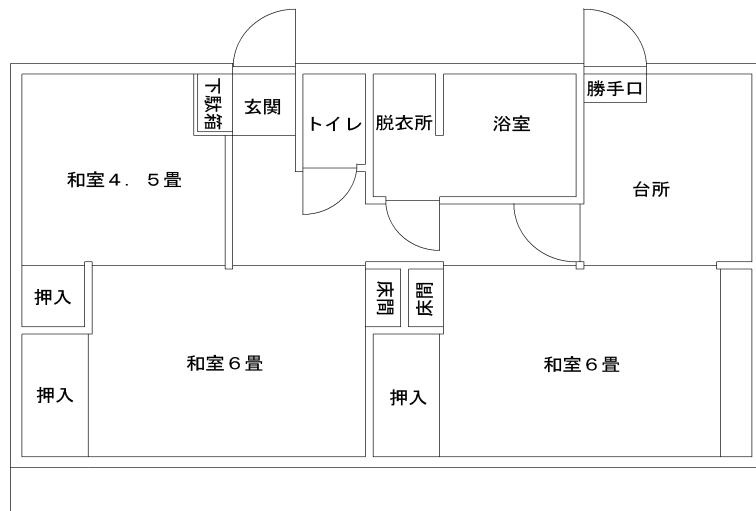 下駄箱
玄関
トイレ
脱衣所
浴室
勝手口
和室４．５畳
台所
押入
床間
床間
和室６畳
和室６畳
押入
押入